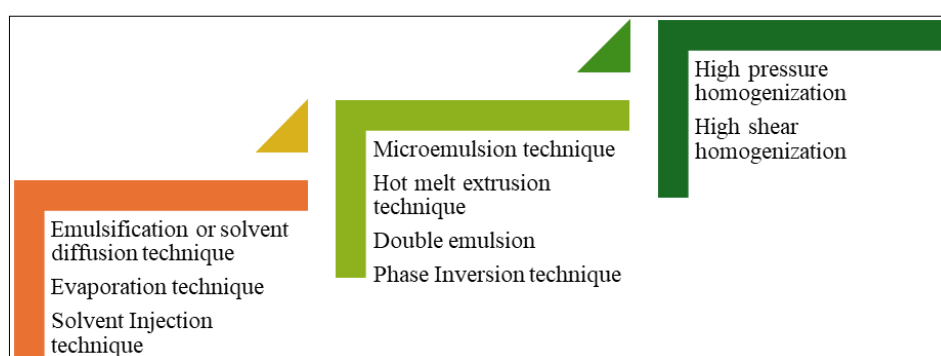 Emulsification or solvent
diffusion technique
Evaporation technique
Solvent Injection
technique
Microemulsion technique
Hot melt extrusion
technique
Double emulsion
Phase Inversion technique
High pressure
homogenization
High shear
homogenization